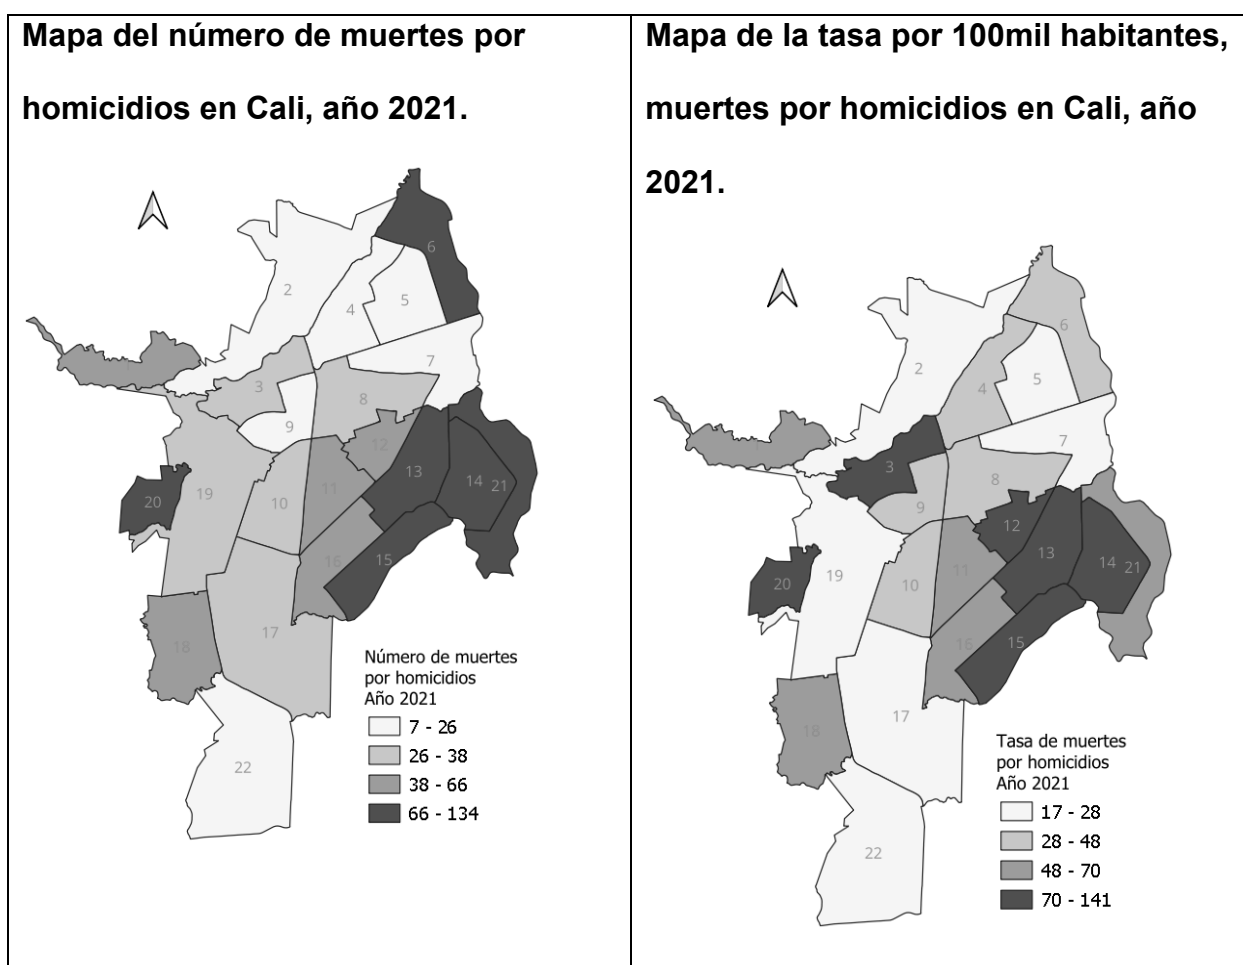 Mapa del número de muertes por
homicidios en Cali, año 2021.
6
2
4
5
7
1
3
8
9
12
13
14
21
20
19
10
11
15
16
17
18
22
Número de muertes
por homicidios
Año 2021
7 - 26
26 - 38
38 - 66
66 - 134
Mapa de la tasa por 100mil habitantes,
muertes por homicidios en Cali, año
2021.
6
2
4
5
7
1
3
8
9
12
13
14
21
20
19
10
11
15
16
17
18
22
Tasa de muertes
por homicidios
Año 2021
17 - 28
28 - 48
48 - 70
70 - 141